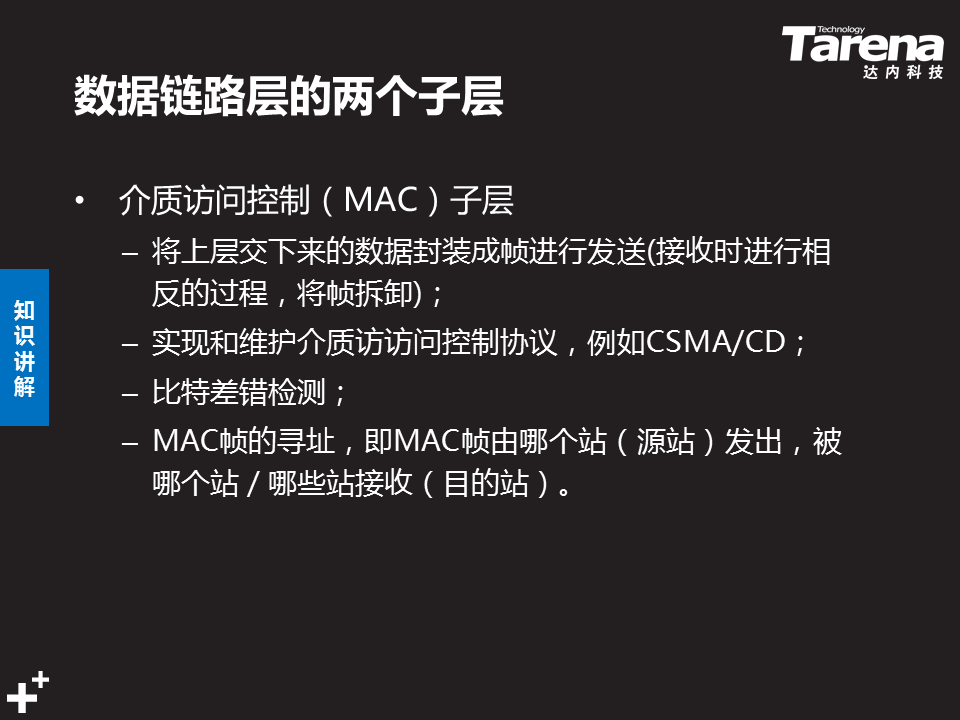 Technology
Tarena
达内科技
数据链路层的两个子层
• 介质访问控制（MAC）子层
– 将上层交下来的数据封装成帧进行发送(接收时进行相
反的过程，将帧拆卸)；
– 实现和维护介质访访问控制协议，例如CSMA/CD；
– 比特差错检测；
– MAC帧的寻址，即MAC帧由哪个站（源站）发出，被
哪个站／哪些站接收（目的站）。
知
识
讲
解